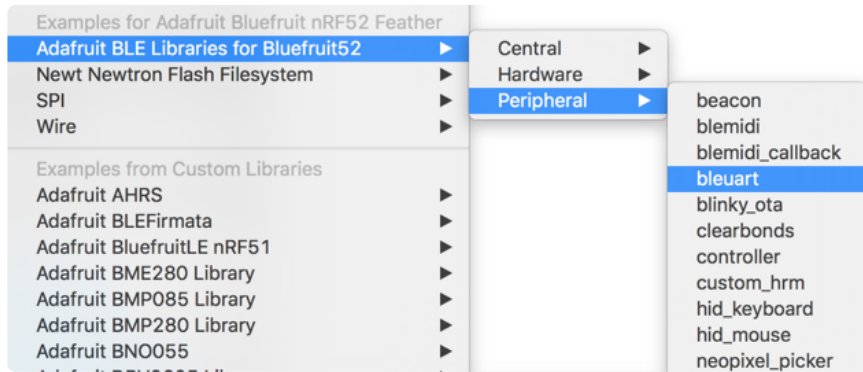 Examples for Adafruit Bluefruit nRF52 Feather
Adafruit BLE Libraries for Bluefruit52
Newt Newtron Flash Filesystem
SPI
Wire
Examples from Custom Libraries
Adafruit AHRS
Adafruit BLEFirmata
Adafruit BluefruitLE nRF51
Adafruit BME280 Library
Adafruit BMP085 Library
Adafruit BMP280 Library
Adafruit BNO055
Central
Hardware
Peripheral
beacon
blemidi
blemidi_callback
bleuart
blinky_ota
clearbonds
controller
custom_hrm
hid_keyboard
hid_mouse
neopixel_picker